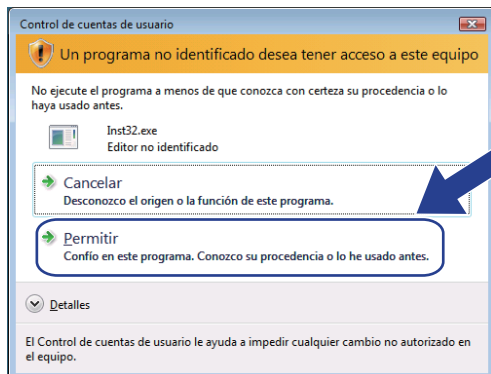 Control de cuentas de usuario
Un programa no identificado desea tener acceso a este equipo
No ejecute el programa a menos de que conozca con certeza su procedencia o lo
haya usado antes.
Inst32.exe
Editor no identificado
Cancelar
Desconozco el origen o la función de este programa.
Permitir
Confío en este programa. Conozco su procedencia o lo he usado antes.
Detalles
El Control de cuentas de usuario le ayuda a impedir cualquier cambio no autorizado en
el equipo.